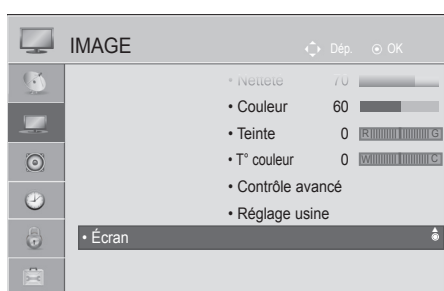 IMAGE Dép. OK
• Netteté 70
• Couleur 60
• Teinte 0 R G
• T° couleur 0 W C
• Contrôle avancé
• Réglage usine
• Écran